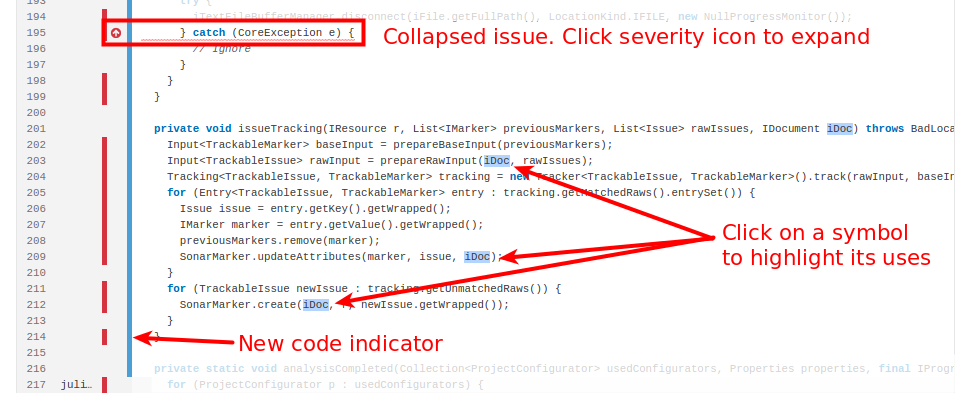 193 try {
194 iTextFileBufferManager.disconnect(iFile.getFullPath(), LocationKind.IFILE, new NullProgressMonitor());
195 } catch (CoreException e) {
Collapsed issue. Click severity icon to expand
196 // ignore
197 }
198 }
199 }
200
201 private void issueTracking(IResource r, List<IMarker> previousMarkers, List<Issue> rawIssues, IDocument iDoc) throws BadLoca
202 Input<TrackableMarker> baseInput = prepareBaseInput(previousMarkers);
203 Input<TrackableIssue> rawInput = prepareRawInput(iDoc, rawIssues);
204 Tracking<TrackableIssue, TrackableMarker> tracking = new Tracker<TrackableIssue, TrackableMarker>().track(rawInput, baseIn
205 for (Entry<TrackableIssue, TrackableMarker> entry : tracking.getMatchedRaws().entrySet()) {
206 Issue issue = entry.getKey().getWrapped();
207 IMarker marker = entry.getValue().getWrapped();
208 previousMarkers.remove(marker);
Click on a symbol
to highlight its uses
209 SonarMarker.updateAttributes(marker, issue, iDoc);
210 }
211 for (TrackableIssue newIssue : tracking.getUnmatchedRaws()) {
212 SonarMarker.create(iDoc, r, newIssue.getWrapped());
213 }
214 }
New code indicator
215
216 private static void analysisCompleted(Collection<ProjectConfigurator> usedConfigurators, Properties properties, final IProg
217 juli… for (ProjectConfigurator p : usedConfigurators) {